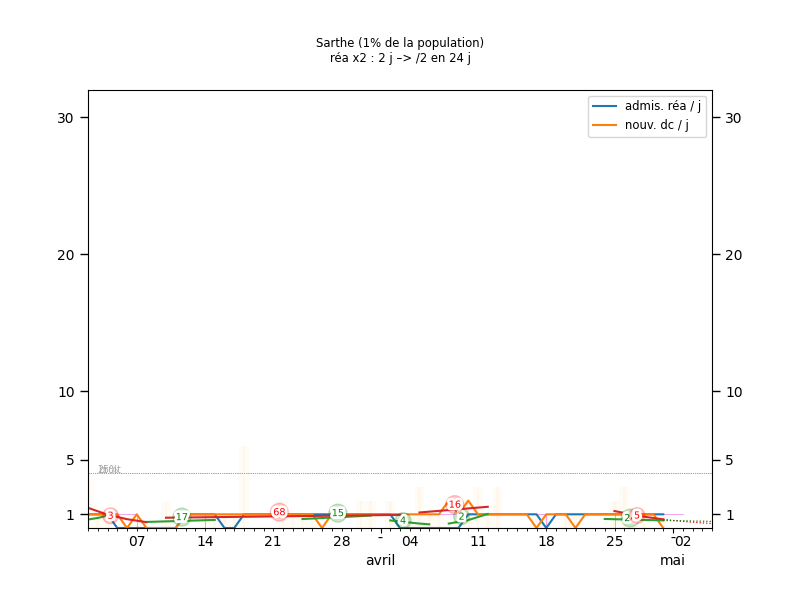 Sarthe (1% de la population)
réa x2 : 2 j –> /2 en 24 j
admis. réa / j
nouv. dc / j
30 30
20 20
10 10
5 5
1 1
3 17 68 15 4 16 2 2 5
07 14 21 28 - 04 11 18 25 - 02
avril mai